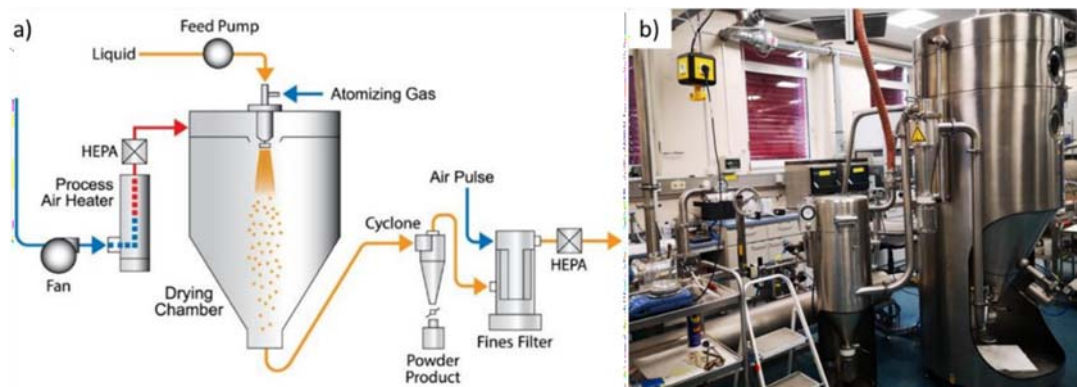 a)
Feed Pump
Liquid
Atomizing Gas
HEPA
Process
Air Heater
Fan
Drying
Chamber
Air Pulse
Cyclone
HEPA
Powder
Product
Fines Filter
b)